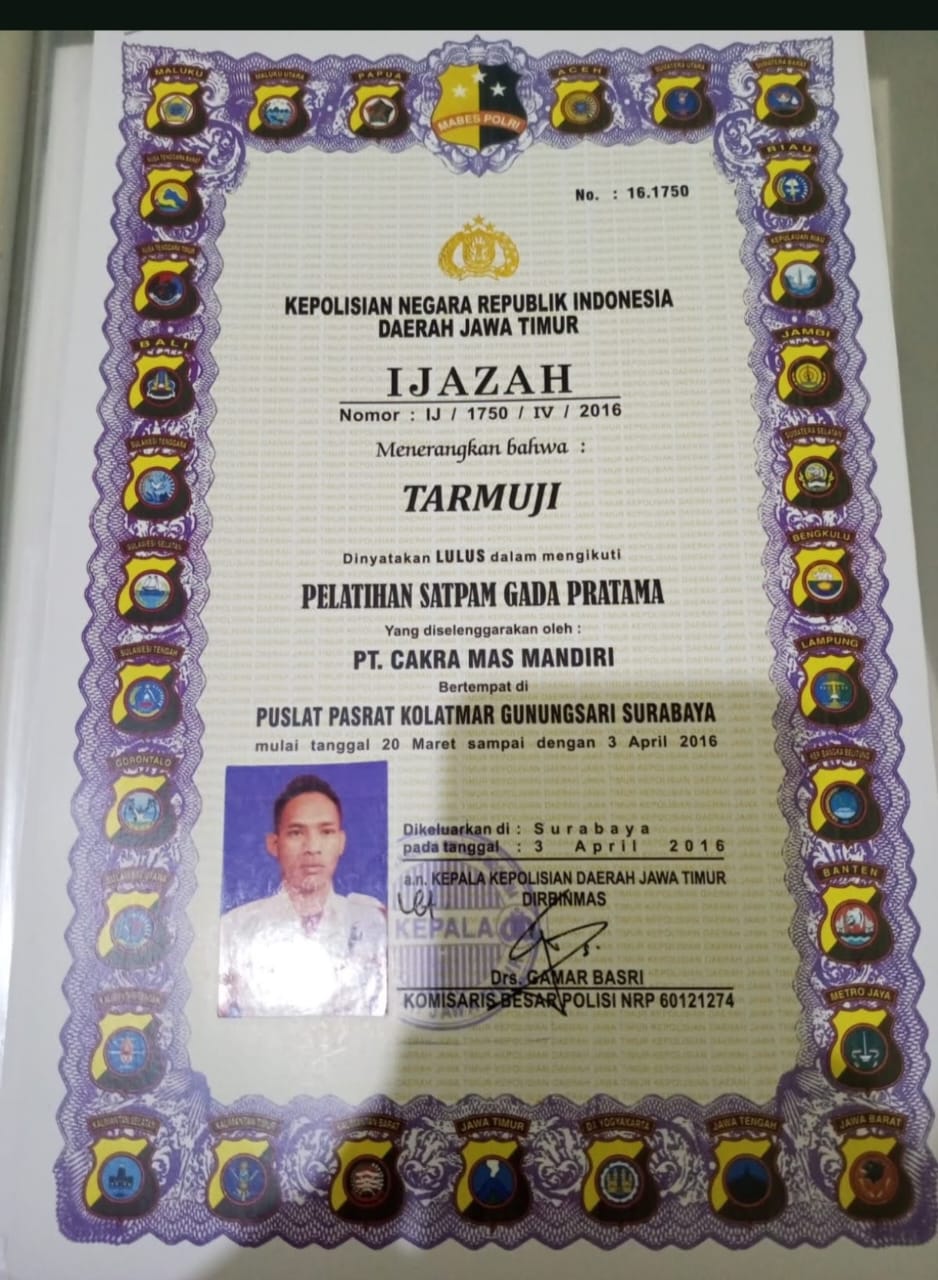 MALUKU
MALUKU UTARA
PAPUA
MABES POLRI
ACEH
SUMATERA UTARA
SUMATERA BARAT
NUSA TENGGARA BARAT
RIAU
NUSA TENGGARA TIMUR
KEPULAUAN RIAU
BALI
JAMBI
SULAWESI TENGGARA
SUMATERA SELATAN
SULAWESI SELATAN
BENGKULU
SULAWESI TENGAH
LAMPUNG
GORONTALO
KEP. BANGKA BELITUNG
SULAWESI UTARA
BANTEN
KALIMANTAN TENGAH
METRO JAYA
KALIMANTAN SELATAN
KALIMANTAN TIMUR
KALIMANTAN BARAT
JAWA TIMUR
D.I. YOGYAKARTA
JAWA TENGAH
JAWA BARAT
No. : 16.1750
KEPOLISIAN NEGARA REPUBLIK INDONESIA
DAERAH JAWA TIMUR
IJAZAH
Nomor : IJ / 1750 / IV / 2016
Menerangkan bahwa :
TARMUJI
Dinyatakan LULUS dalam mengikuti
PELATIHAN SATPAM GADA PRATAMA
Yang diselenggarakan oleh :
PT. CAKRA MAS MANDIRI
Bertempat di
PUSLAT PASRAT KOLATMAR GUNUNGSARI SURABAYA
mulai tanggal 20 Maret sampai dengan 3 April 2016
Dikeluarkan di : Surabaya
pada tanggal : 3 April 2016
a.n. KEPALA KEPOLISIAN DAERAH JAWA TIMUR
DIRBINMAS
KEPALA
Drs. GAMAR BASRI
KOMISARIS BESAR POLISI NRP 60121274
JAWA